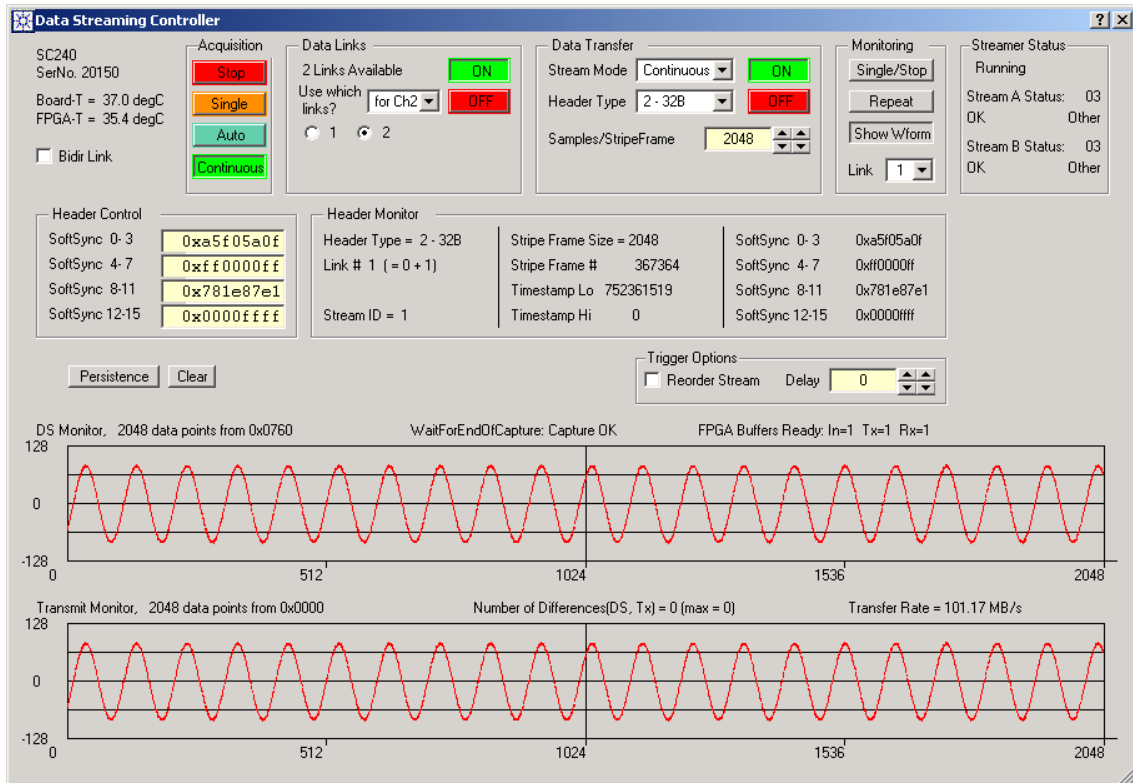 Data Streaming Controller
SC240
SerNo. 20150
Board-T = 37.0 degC
FPGA-T = 35.4 degC
Bidir Link
Acquisition
Stop
Single
Auto
Continuous
Data Links
2 Links Available ON
Use which links? for Ch2 OFF
1 2
Data Transfer
Stream Mode Continuous ON
Header Type 2 - 32B OFF
Samples/StripeFrame 2048
Monitoring
Single/Stop
Repeat
Show Wform
Link 1
Streamer Status
Running
Stream A Status: 03
OK Other
Stream B Status: 03
OK Other
Header Control
SoftSync 0- 3 0xa5f05a0f
SoftSync 4- 7 0xff0000ff
SoftSync 8-11 0x781e87e1
SoftSync 12-15 0x0000ffff
Header Monitor
Header Type = 2 - 32B Stripe Frame Size = 2048 SoftSync 0- 3 0xa5f05a0f
Link # 1 ( = 0 + 1) Stripe Frame # 367364 SoftSync 4- 7 0xff0000ff
Timestamp Lo 752361519 SoftSync 8-11 0x781e87e1
Stream ID = 1 Timestamp Hi 0 SoftSync 12-15 0x0000ffff
Persistence Clear
Trigger Options
Reorder Stream Delay 0
DS Monitor, 2048 data points from 0x0760 WaitForEndOfCapture: Capture OK FPGA Buffers Ready: In=1 Tx=1 Rx=1
128
0
-128
0 512 1024 1536 2048
Transmit Monitor, 2048 data points from 0x0000 Number of Differences(DS, Tx) = 0 (max = 0) Transfer Rate = 101.17 MB/s
128
0
-128
0 512 1024 1536 2048